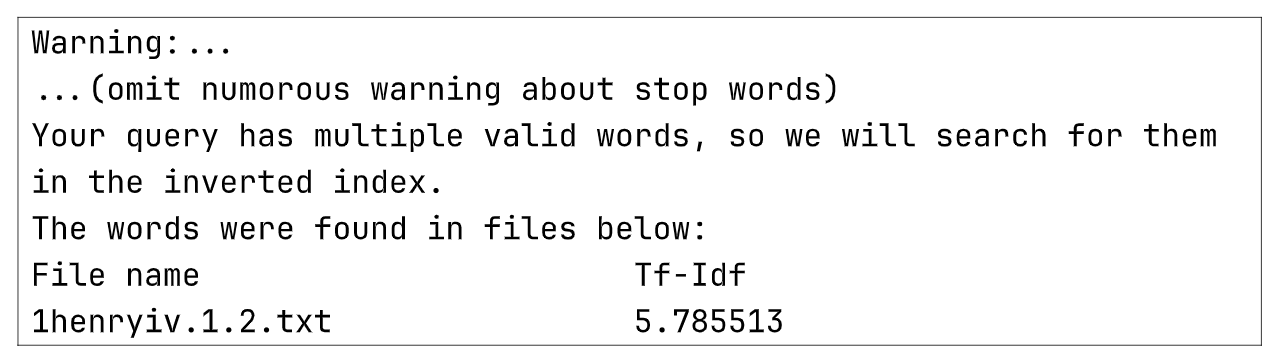 Warning:...
...(omit numorous warning about stop words)
Your query has multiple valid words, so we will search for them
in the inverted index.
The words were found in files below:
File name Tf-Idf
1henryiv.1.2.txt 5.785513